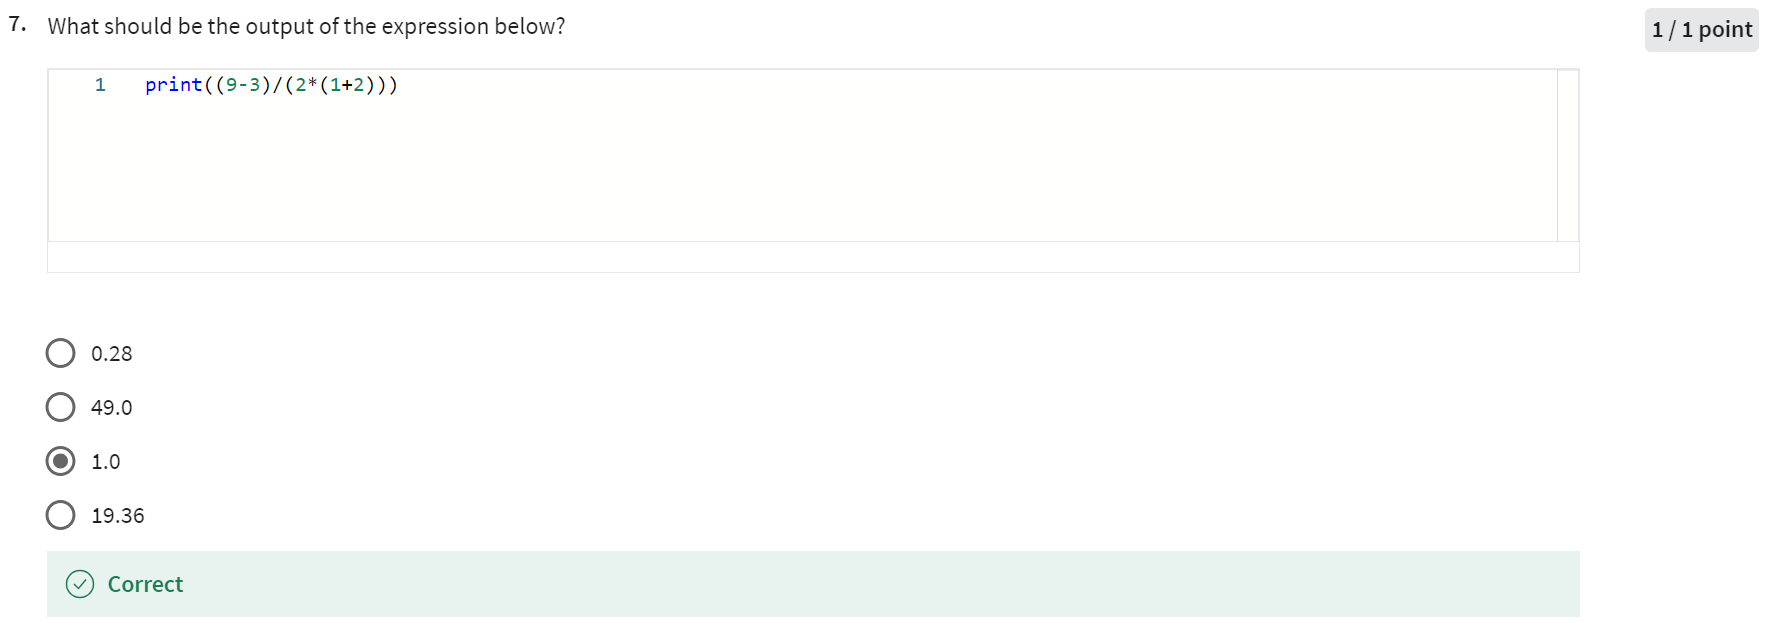 7. What should be the output of the expression below?
1 / 1 point
1 print((9-3)/(2*(1+2)))
0.28
49.0
1.0
19.36
Correct